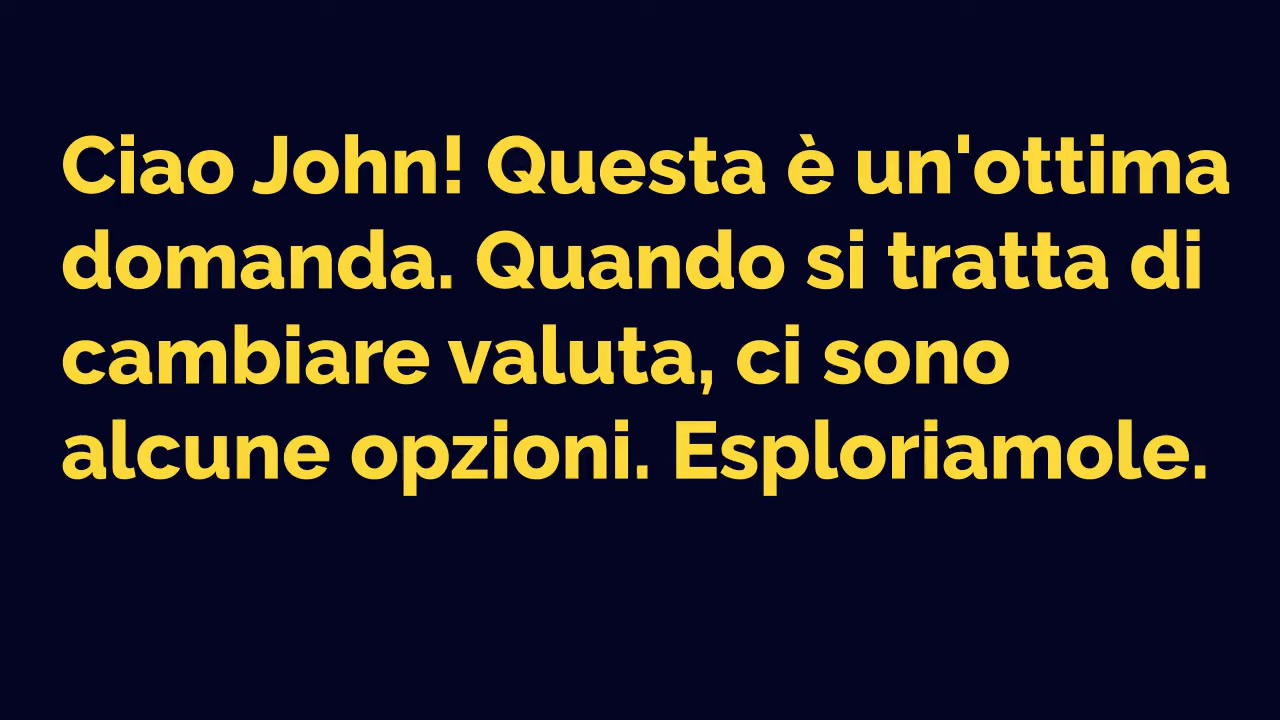 Ciao John! Questa è un'ottima
domanda. Quando si tratta di
cambiare valuta, ci sono
alcune opzioni. Esploriamole.